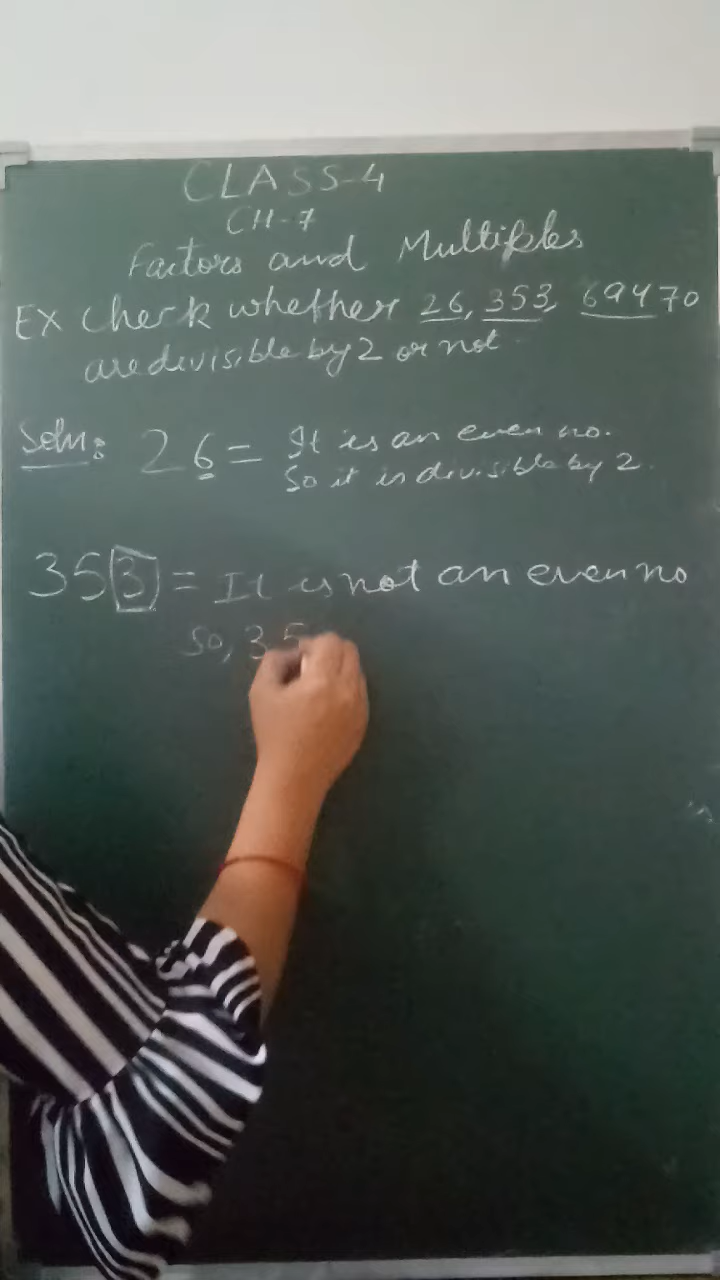 CLASS-4
CH-7
Factors and Multiples
EX Check whether 26, 353, 69470
are divisible by 2 or not.
Soln: 26 = It is an even no.
So it is divisible by 2.
353 = It is not an even no
So, 35